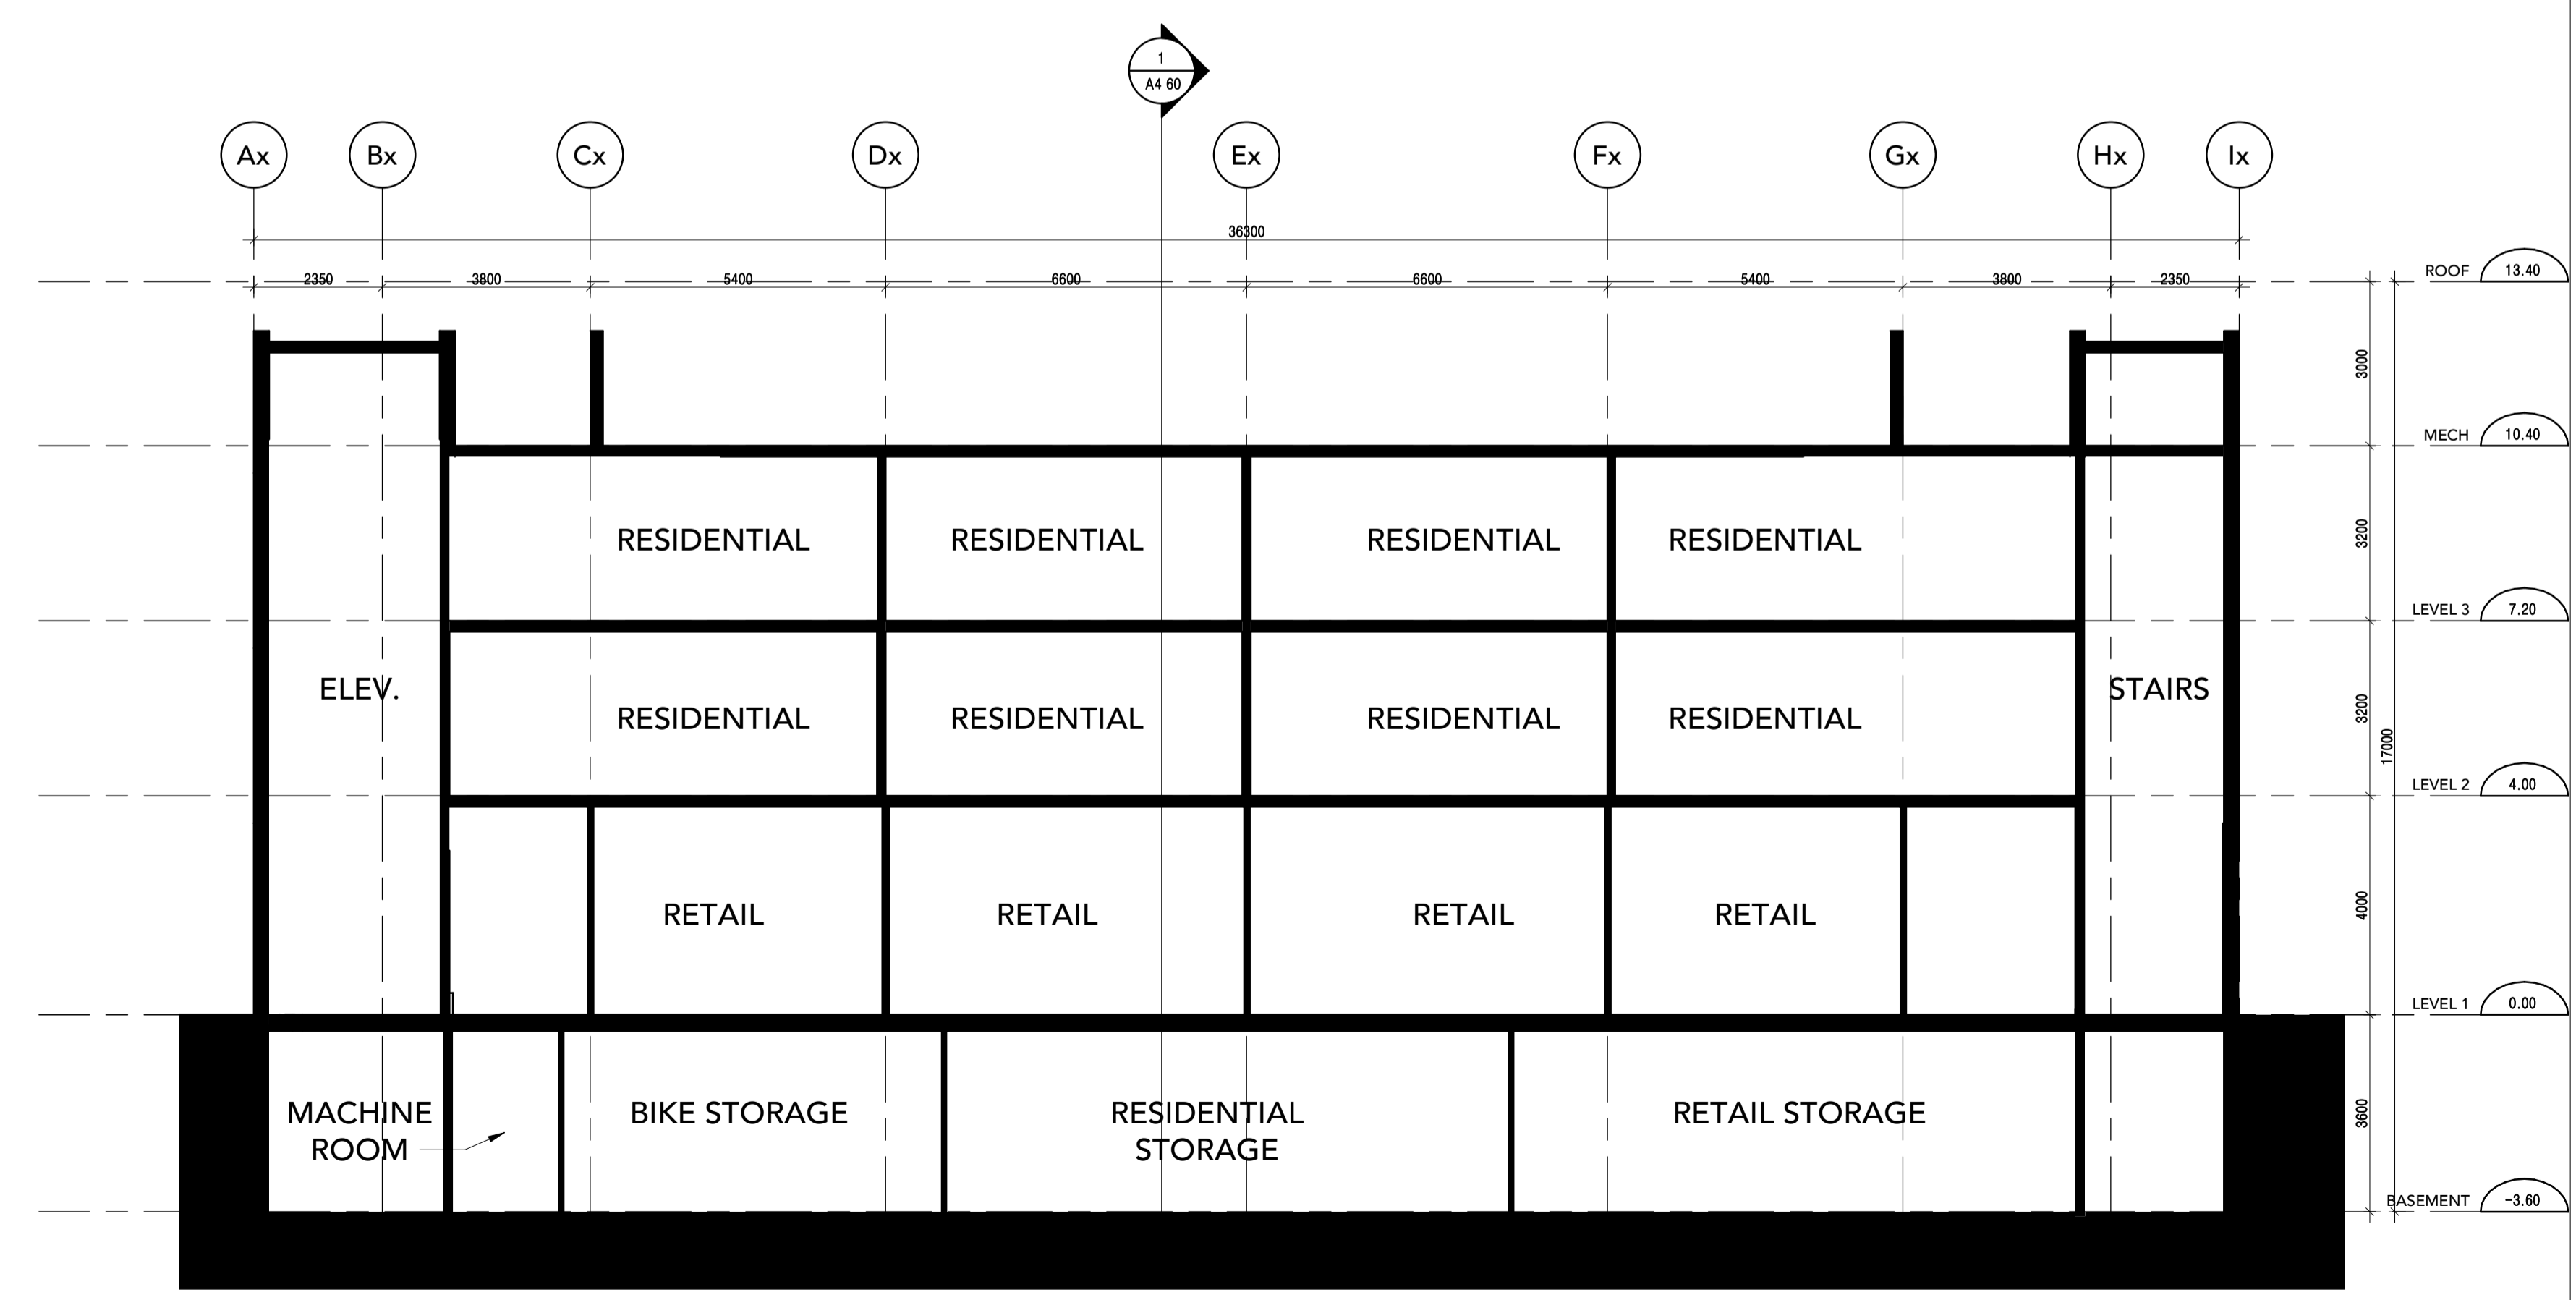 1
A4 60
Ax
Bx
Cx
Dx
Ex
Fx
Gx
Hx
Ix
36300
ROOF 13.40
2350
3800
5400
6600
6600
5400
3800
2350
3000
MECH 10.40
RESIDENTIAL
RESIDENTIAL
RESIDENTIAL
RESIDENTIAL
3200
LEVEL 3 7.20
ELEV.
STAIRS
RESIDENTIAL
RESIDENTIAL
RESIDENTIAL
RESIDENTIAL
3200
17000
LEVEL 2 4.00
RETAIL
RETAIL
RETAIL
RETAIL
4000
LEVEL 1 0.00
MACHINE
ROOM
BIKE STORAGE
RESIDENTIAL
STORAGE
RETAIL STORAGE
3600
BASEMENT -3.60